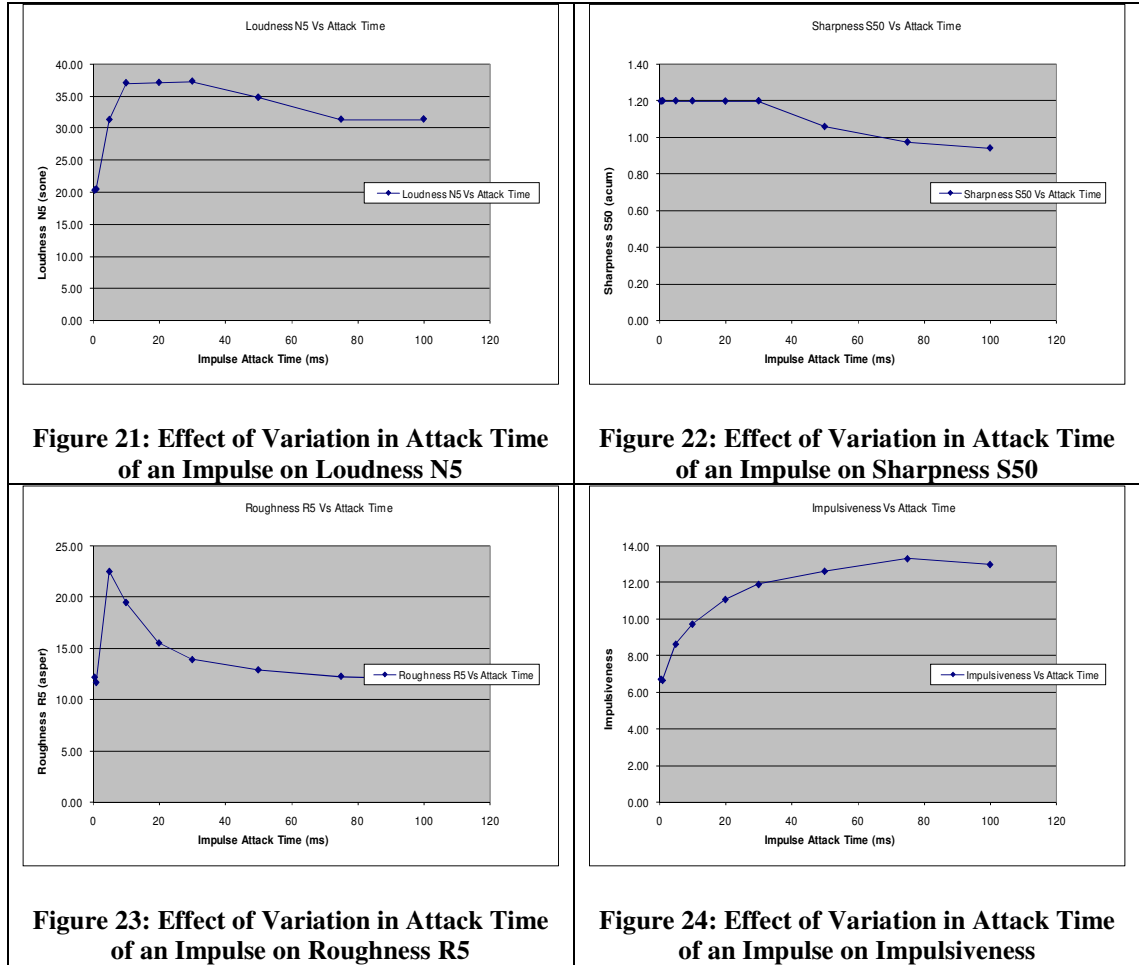 Loudness N5 Vs Attack Time
40.00
35.00
30.00
25.00
20.00
15.00
10.00
5.00
0.00
Loudness N5 (sone)
Loudness N5 Vs Attack Time
0 20 40 60 80 100 120
Impulse Attack Time (ms)
Figure 21: Effect of Variation in Attack Time
of an Impulse on Loudness N5
Sharpness S50 Vs Attack Time
1.40
1.20
1.00
0.80
0.60
0.40
0.20
0.00
Sharpness S50 (acum)
Sharpness S50 Vs Attack Time
0 20 40 60 80 100 120
Impulse Attack Time (ms)
Figure 22: Effect of Variation in Attack Time
of an Impulse on Sharpness S50
Roughness R5 Vs Attack Time
25.00
20.00
15.00
10.00
5.00
0.00
Roughness R5 (asper)
Roughness R5 Vs Attack Time
0 20 40 60 80 100 120
Impulse Attack Time (ms)
Figure 23: Effect of Variation in Attack Time
of an Impulse on Roughness R5
Impulsiveness Vs Attack Time
14.00
12.00
10.00
8.00
6.00
4.00
2.00
0.00
Impulsiveness
Impulsiveness Vs Attack Time
0 20 40 60 80 100 120
Impulse Attack Time (ms)
Figure 24: Effect of Variation in Attack Time
of an Impulse on Impulsiveness